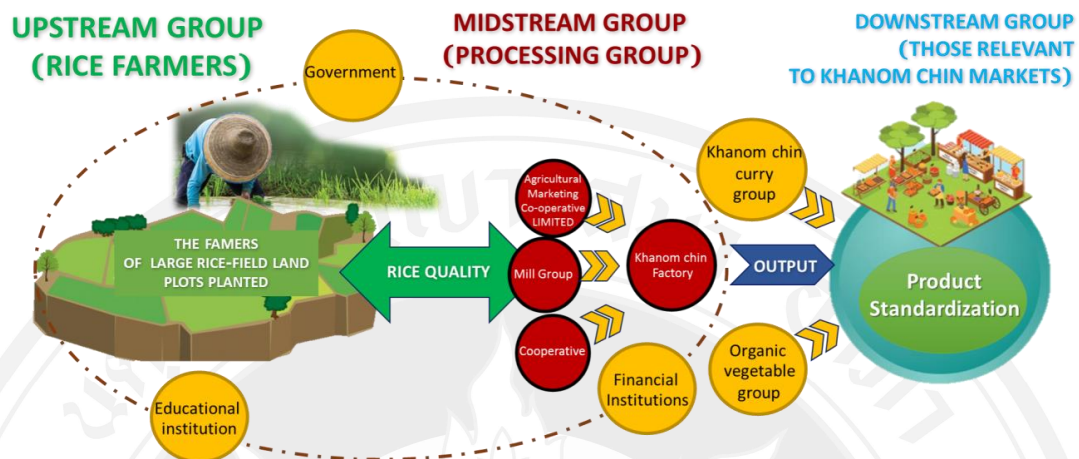 UPSTREAM GROUP
(RICE FARMERS)
MIDSTREAM GROUP
(PROCESSING GROUP)
DOWNSTREAM GROUP
(THOSE RELEVANT
TO KHANOM CHIN MARKETS)
Government
THE FAMERS
OF LARGE RICE-FIELD LAND
PLOTS PLANTED
RICE QUALITY
Agricultural
Marketing
Co-operative
LIMITED
Mill Group
Cooperative
Khanom chin
Factory
Khanom chin
curry
group
OUTPUT
Product
Standardization
Organic
vegetable
group
Financial
Institutions
Educational
institution